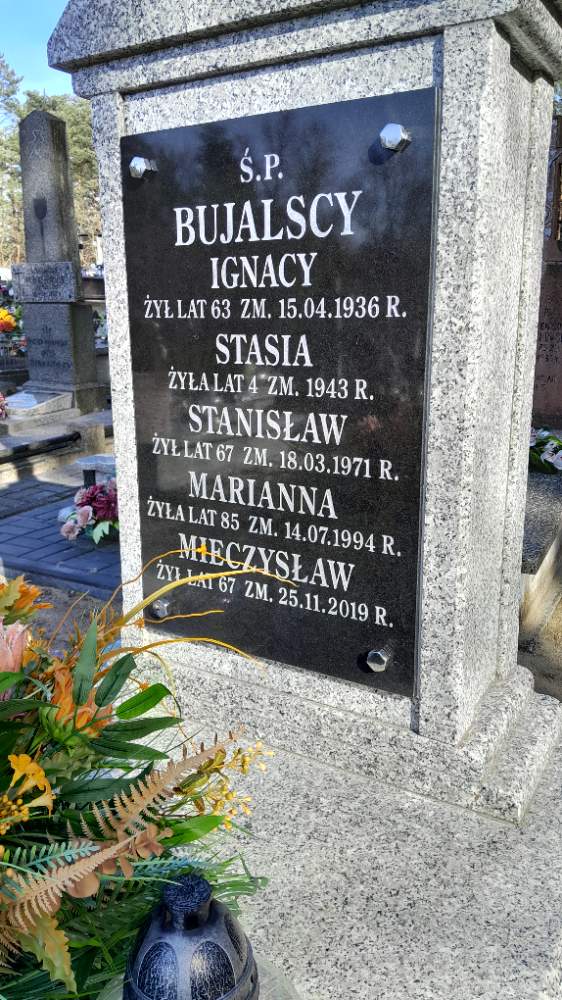 Ś.P.
BUJALSCY
IGNACY
ŻYŁ LAT 63 ZM. 15.04.1936 R.
STASIA
ŻYŁA LAT 4 ZM. 1943 R.
STANISŁAW
ŻYŁ LAT 67 ZM. 18.03.1971 R.
MARIANNA
ŻYŁA LAT 85 ZM. 14.07.1994 R.
MIECZYSŁAW
ŻYŁ LAT 67 ZM. 25.11.2019 R.